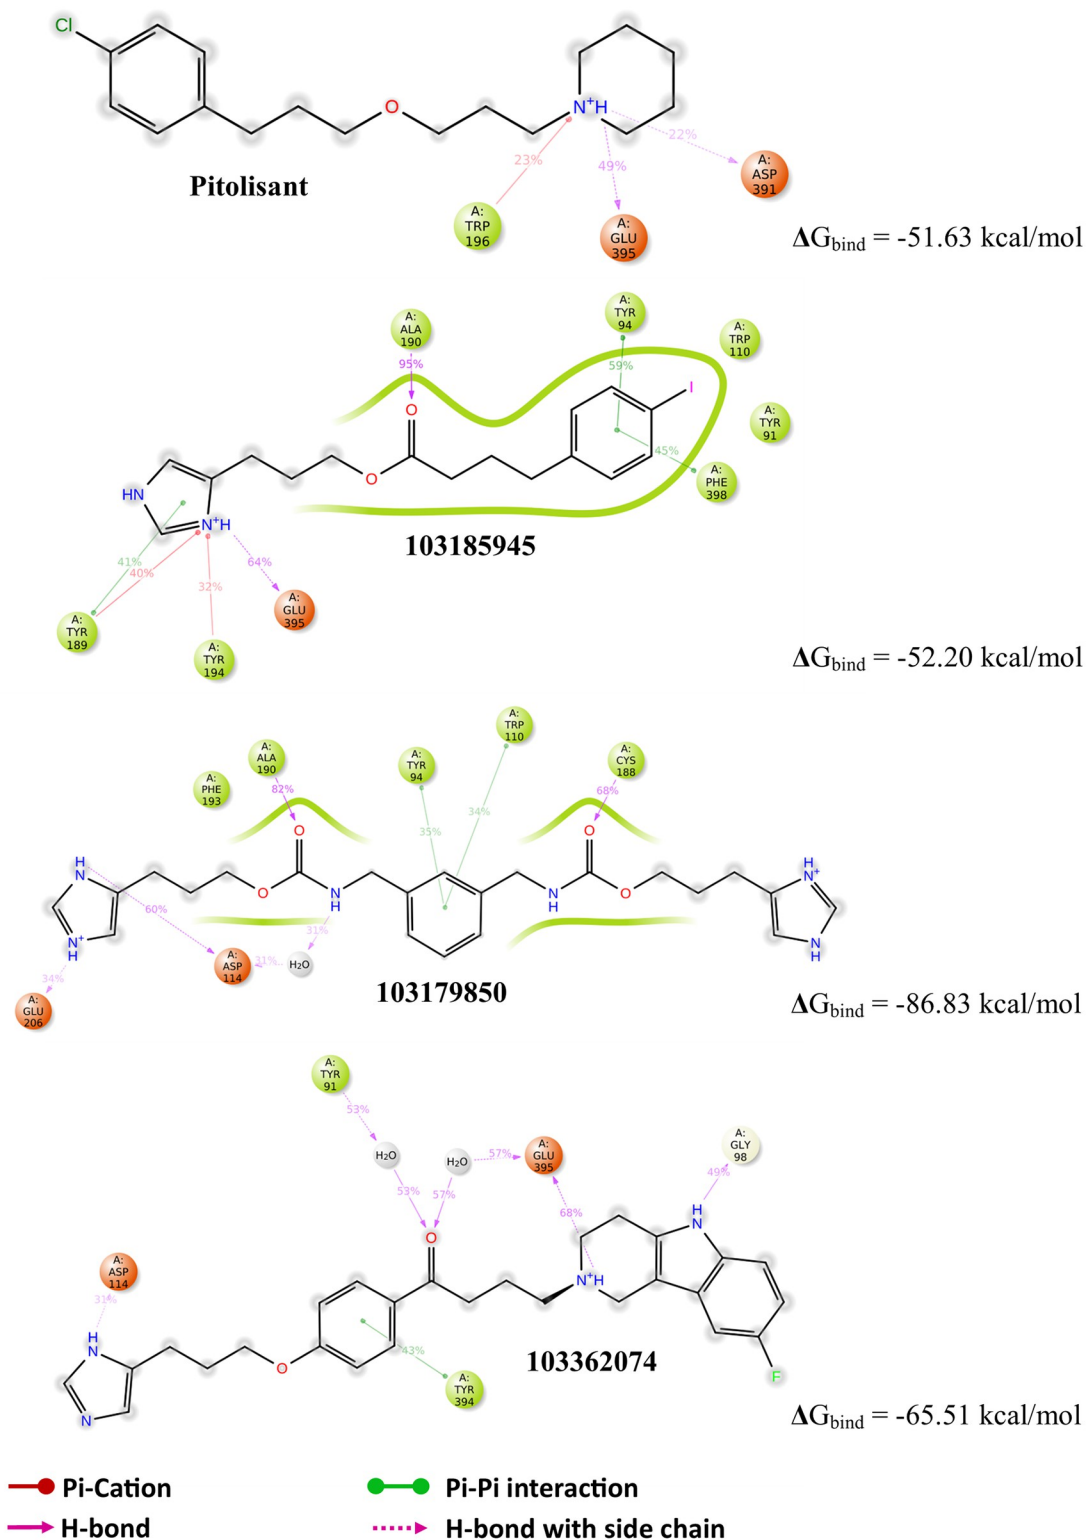 Cl
O
N⁺H
22%
23%
49%
A:
ASP
391
Pitolisant
A:
TRP
196
A:
GLU
395
ΔGbind = -51.63 kcal/mol
A:
ALA
190
A:
TYR
94
A:
TRP
110
95%
59%
I
O
A:
TYR
91
45%
O
A:
PHE
398
HN
N⁺H
103185945
41%
40%
32%
64%
A:
GLU
395
A:
TYR
189
A:
TYR
194
ΔGbind = -52.20 kcal/mol
A:
PHE
193
A:
ALA
190
A:
TYR
94
A:
TRP
110
A:
CYS
188
82%
35%
34%
68%
O
O
H
N
H
N⁺
O
N
H
N
H
O
60%
N⁺
H
31%
N
H
34%
A:
ASP
114
31%
H₂O
A:
GLU
206
103179850
ΔGbind = -86.83 kcal/mol
A:
TYR
91
53%
H₂O
H₂O
57%
A:
GLU
395
A:
GLY
98
53%
57%
68%
49%
O
H
N
N⁺H
A:
ASP
114
31%
H
N
N
O
43%
A:
TYR
394
F
103362074
ΔGbind = -65.51 kcal/mol
Pi-Cation
Pi-Pi interaction
H-bond
H-bond with side chain